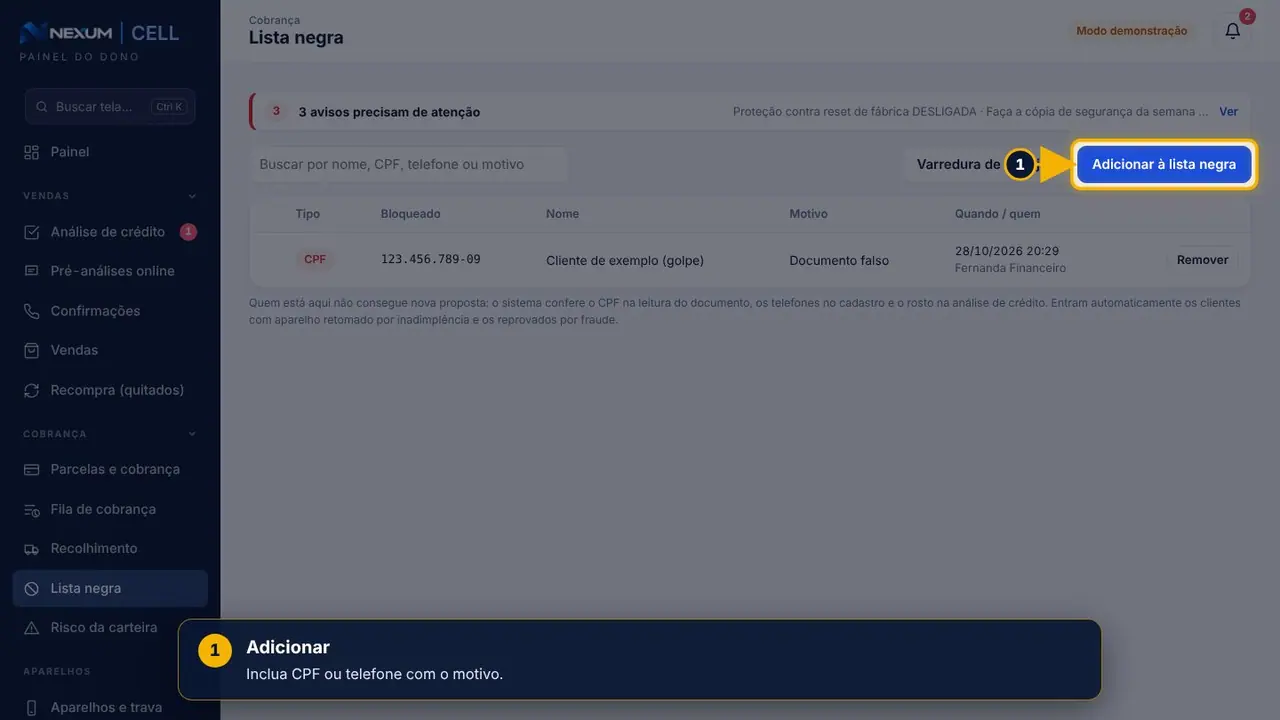 NEXUM | CELL
PAINEL DO DONO
Buscar tela... Ctrl K
Painel
VENDAS
Análise de crédito 1
Pré-análises online
Confirmações
Vendas
Recompra (quitados)
COBRANÇA
Parcelas e cobrança
Fila de cobrança
Recolhimento
Lista negra
Risco da carteira
APARELHOS
Aparelhos e trava
Cobrança
Lista negra
Modo demonstração
2
3 3 avisos precisam de atenção
Proteção contra reset de fábrica DESLIGADA · Faça a cópia de segurança da semana ... Ver
Buscar por nome, CPF, telefone ou motivo
Varredura de
1
Adicionar à lista negra
Tipo Bloqueado Nome Motivo Quando / quem
CPF 123.456.789-09 Cliente de exemplo (golpe) Documento falso 28/10/2026 20:29
Fernanda Financeiro
Remover
Quem está aqui não consegue nova proposta: o sistema confere o CPF na leitura do documento, os telefones no cadastro e o rosto na análise de crédito. Entram automaticamente os clientes
com aparelho retomado por inadimplência e os reprovados por fraude.
1 Adicionar
Inclua CPF ou telefone com o motivo.